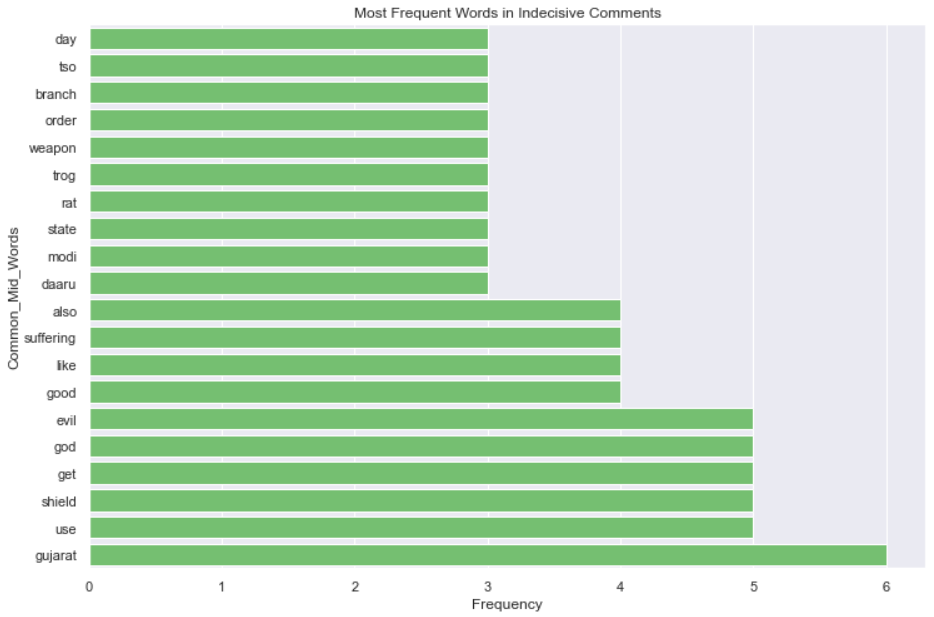 Most Frequent Words in Indecisive Comments
day
tso
branch
order
weapon
trog
rat
state
modi
daaru
also
suffering
like
good
evil
god
get
shield
use
gujarat
Common_Mid_Words
0 1 2 3 4 5 6
Frequency